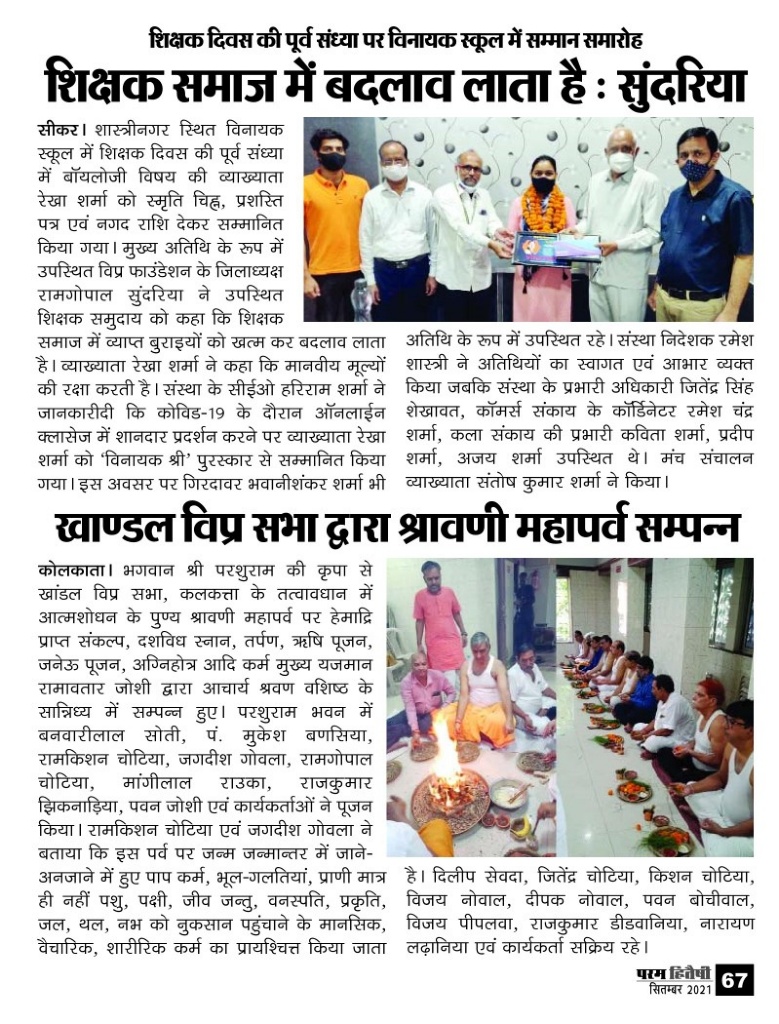 शिक्षक दिवस की पूर्व संध्या पर विनायक स्कूल में सम्मान समारोह
शिक्षक समाज में बदलाव लाता है : सुंदरिया
सीकर। शास्त्रीनगर स्थित विनायक
स्कूल में शिक्षक दिवस की पूर्व संध्या
में बॉयलोजी विषय की व्याख्याता
रेखा शर्मा को स्मृति चिह्न, प्रशस्ति
पत्र एवं नगद राशि देकर सम्मानित
किया गया। मुख्य अतिथि के रूप में
उपस्थित विप्र फाउंडेशन के जिलाध्यक्ष
रामगोपाल सुंदरिया ने उपस्थित
शिक्षक समुदाय को कहा कि शिक्षक
समाज में व्याप्त बुराइयों को खत्म कर बदलाव लाता
है। व्याख्याता रेखा शर्मा ने कहा कि मानवीय मूल्यों
की रक्षा करती है। संस्था के सीईओ हरिराम शर्मा ने
जानकारीदी कि कोविड-19 के दौरान ऑनलाईन
क्लासेज में शानदार प्रदर्शन करने पर व्याख्याता रेखा
शर्मा को ‘विनायक श्री’ पुरस्कार से सम्मानित किया
गया। इस अवसर पर गिरदावर भवानीशंकर शर्मा भी
अतिथि के रूप में उपस्थित रहे। संस्था निदेशक रमेश
शास्त्री ने अतिथियों का स्वागत एवं आभार व्यक्त
किया जबकि संस्था के प्रभारी अधिकारी जितेंद्र सिंह
शेखावत, कॉमर्स संकाय के कॉर्डिनेटर रमेश चंद्र
शर्मा, कला संकाय की प्रभारी कविता शर्मा, प्रदीप
शर्मा, अजय शर्मा उपस्थित थे। मंच संचालन
व्याख्याता संतोष कुमार शर्मा ने किया।
खाण्डल विप्र सभा द्वारा श्रावणी महापर्व सम्पन्न
कोलकाता। भगवान श्री परशुराम की कृपा से
खांडल विप्र सभा, कलकत्ता के तत्वावधान में
आत्मशोधन के पुण्य श्रावणी महापर्व पर हेमाद्रि
प्राप्त संकल्प, दशविध स्नान, तर्पण, ऋषि पूजन,
जनेऊ पूजन, अग्निहोत्र आदि कर्म मुख्य यजमान
रामावतार जोशी द्वारा आचार्य श्रवण वशिष्ठ के
सान्निध्य में सम्पन्न हुए। परशुराम भवन में
बनवारीलाल सोती, पं. मुकेश बणसिया,
रामकिशन चोटिया, जगदीश गोवला, रामगोपाल
चोटिया, मांगीलाल राउका, राजकुमार
झिकनाड़िया, पवन जोशी एवं कार्यकर्ताओं ने पूजन
किया। रामकिशन चोटिया एवं जगदीश गोवला ने
बताया कि इस पर्व पर जन्म जन्मान्तर में जाने-
अनजाने में हुए पाप कर्म, भूल-गलतियां, प्राणी मात्र
ही नहीं पशु, पक्षी, जीव जन्तु, वनस्पति, प्रकृति,
जल, थल, नभ को नुकसान पहुंचाने के मानसिक,
वैचारिक, शारीरिक कर्म का प्रायश्चित्त किया जाता
है। दिलीप सेवदा, जितेंद्र चोटिया, किशन चोटिया,
विजय नोवाल, दीपक नोवाल, पवन बोचीवाल,
विजय पीपलवा, राजकुमार डीडवानिया, नारायण
लढ़ानिया एवं कार्यकर्ता सक्रिय रहे।
परम हितैषी
सितम्बर 2021
67